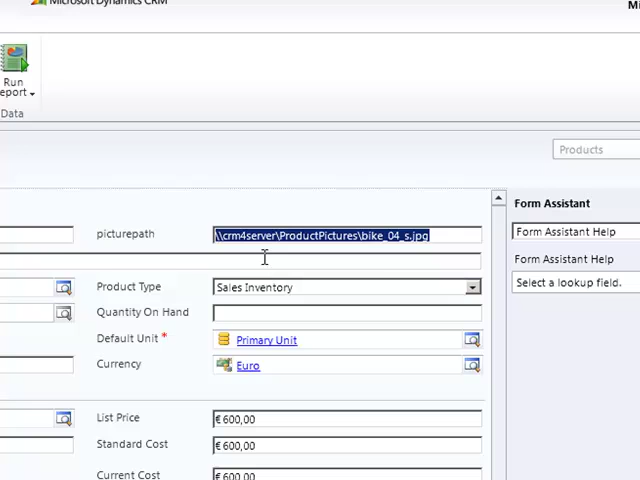 Microsoft Dynamics CRM
Mi
Run
eport
Data
Products
Form Assistant
picturepath
\\crm4server\ProductPictures\bike_04_s.jpg
Form Assistant Help
Form Assistant Help
Product Type
Sales Inventory
Select a lookup field.
Quantity On Hand
Default Unit *
Primary Unit
Currency
Euro
List Price
€ 600,00
Standard Cost
€ 600,00
Current Cost
€ 600,00